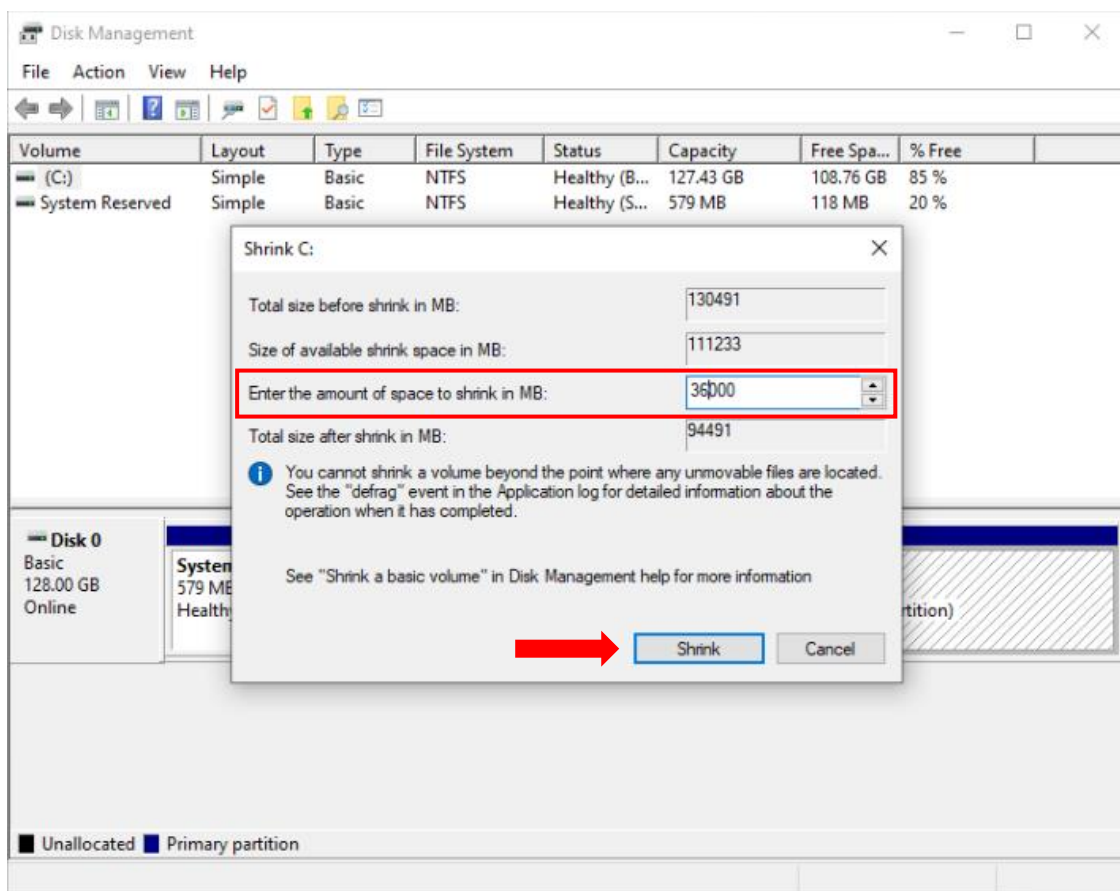 Disk Management
File Action View Help
Volume Layout Type File System Status Capacity Free Spa... % Free
(C:) Simple Basic NTFS Healthy (B... 127.43 GB 108.76 GB 85 %
System Reserved Simple Basic NTFS Healthy (S... 579 MB 118 MB 20 %
Shrink C:
Total size before shrink in MB: 130491
Size of available shrink space in MB: 111233
Enter the amount of space to shrink in MB: 36000
Total size after shrink in MB: 94491
You cannot shrink a volume beyond the point where any unmovable files are located.
See the "defrag" event in the Application log for detailed information about the
operation when it has completed.
See "Shrink a basic volume" in Disk Management help for more information
Shrink Cancel
Disk 0
Basic
128.00 GB
Online
System
579 MB
Health
rtition)
Unallocated Primary partition